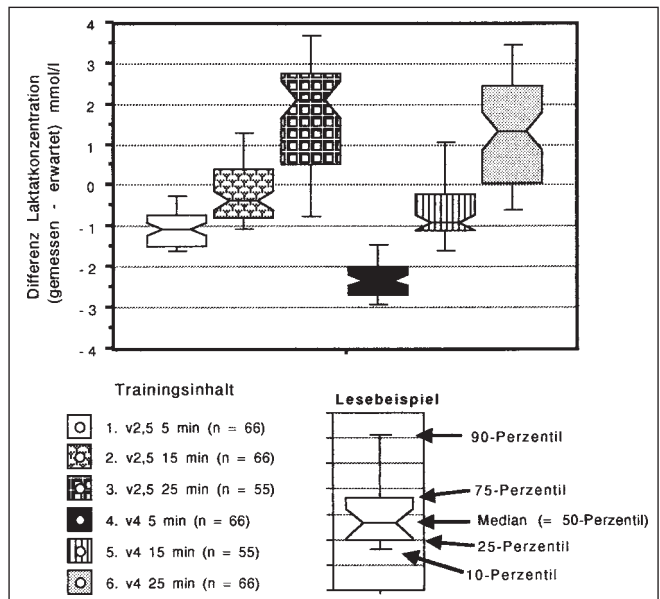 Differenz Laktatkonzentration
(gemessen - erwartet) mmol/l
4
3
2
1
0
- 1
- 2
- 3
- 4
Trainingsinhalt
1. v2,5 5 min (n = 66)
2. v2,5 15 min (n = 66)
3. v2,5 25 min (n = 55)
4. v4 5 min (n = 66)
5. v4 15 min (n = 55)
6. v4 25 min (n = 66)
Lesebeispiel
90-Perzentil
75-Perzentil
Median (= 50-Perzentil)
25-Perzentil
10-Perzentil